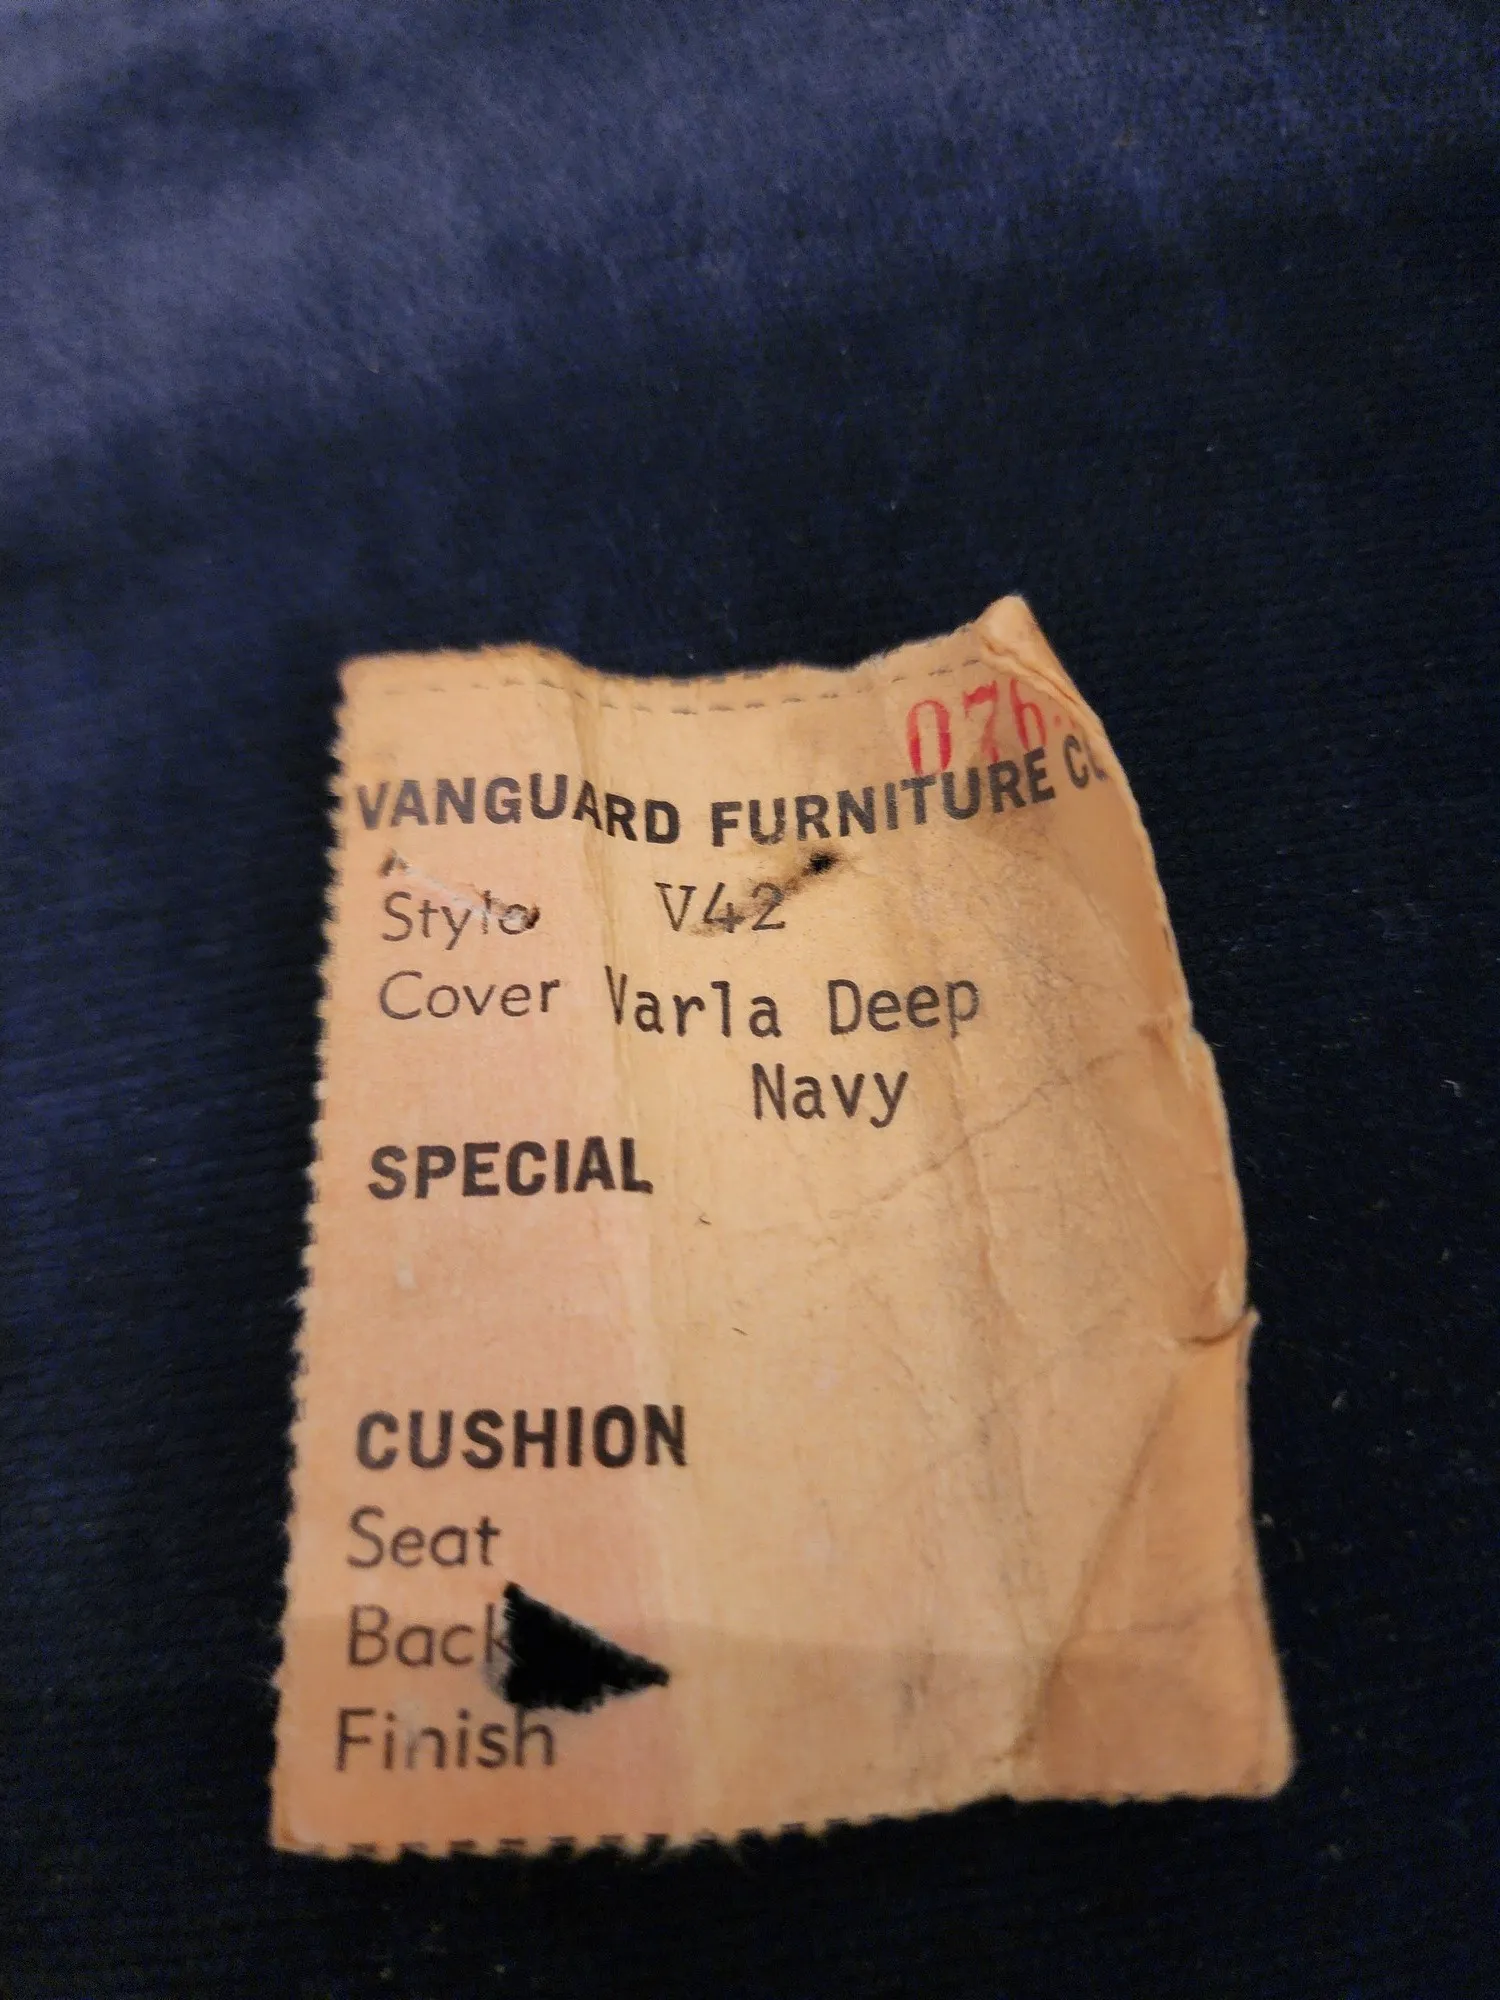 076
VANGUARD FURNITURE CO
Style V42
Cover Varla Deep
Navy
SPECIAL
CUSHION
Seat
Back
Finish